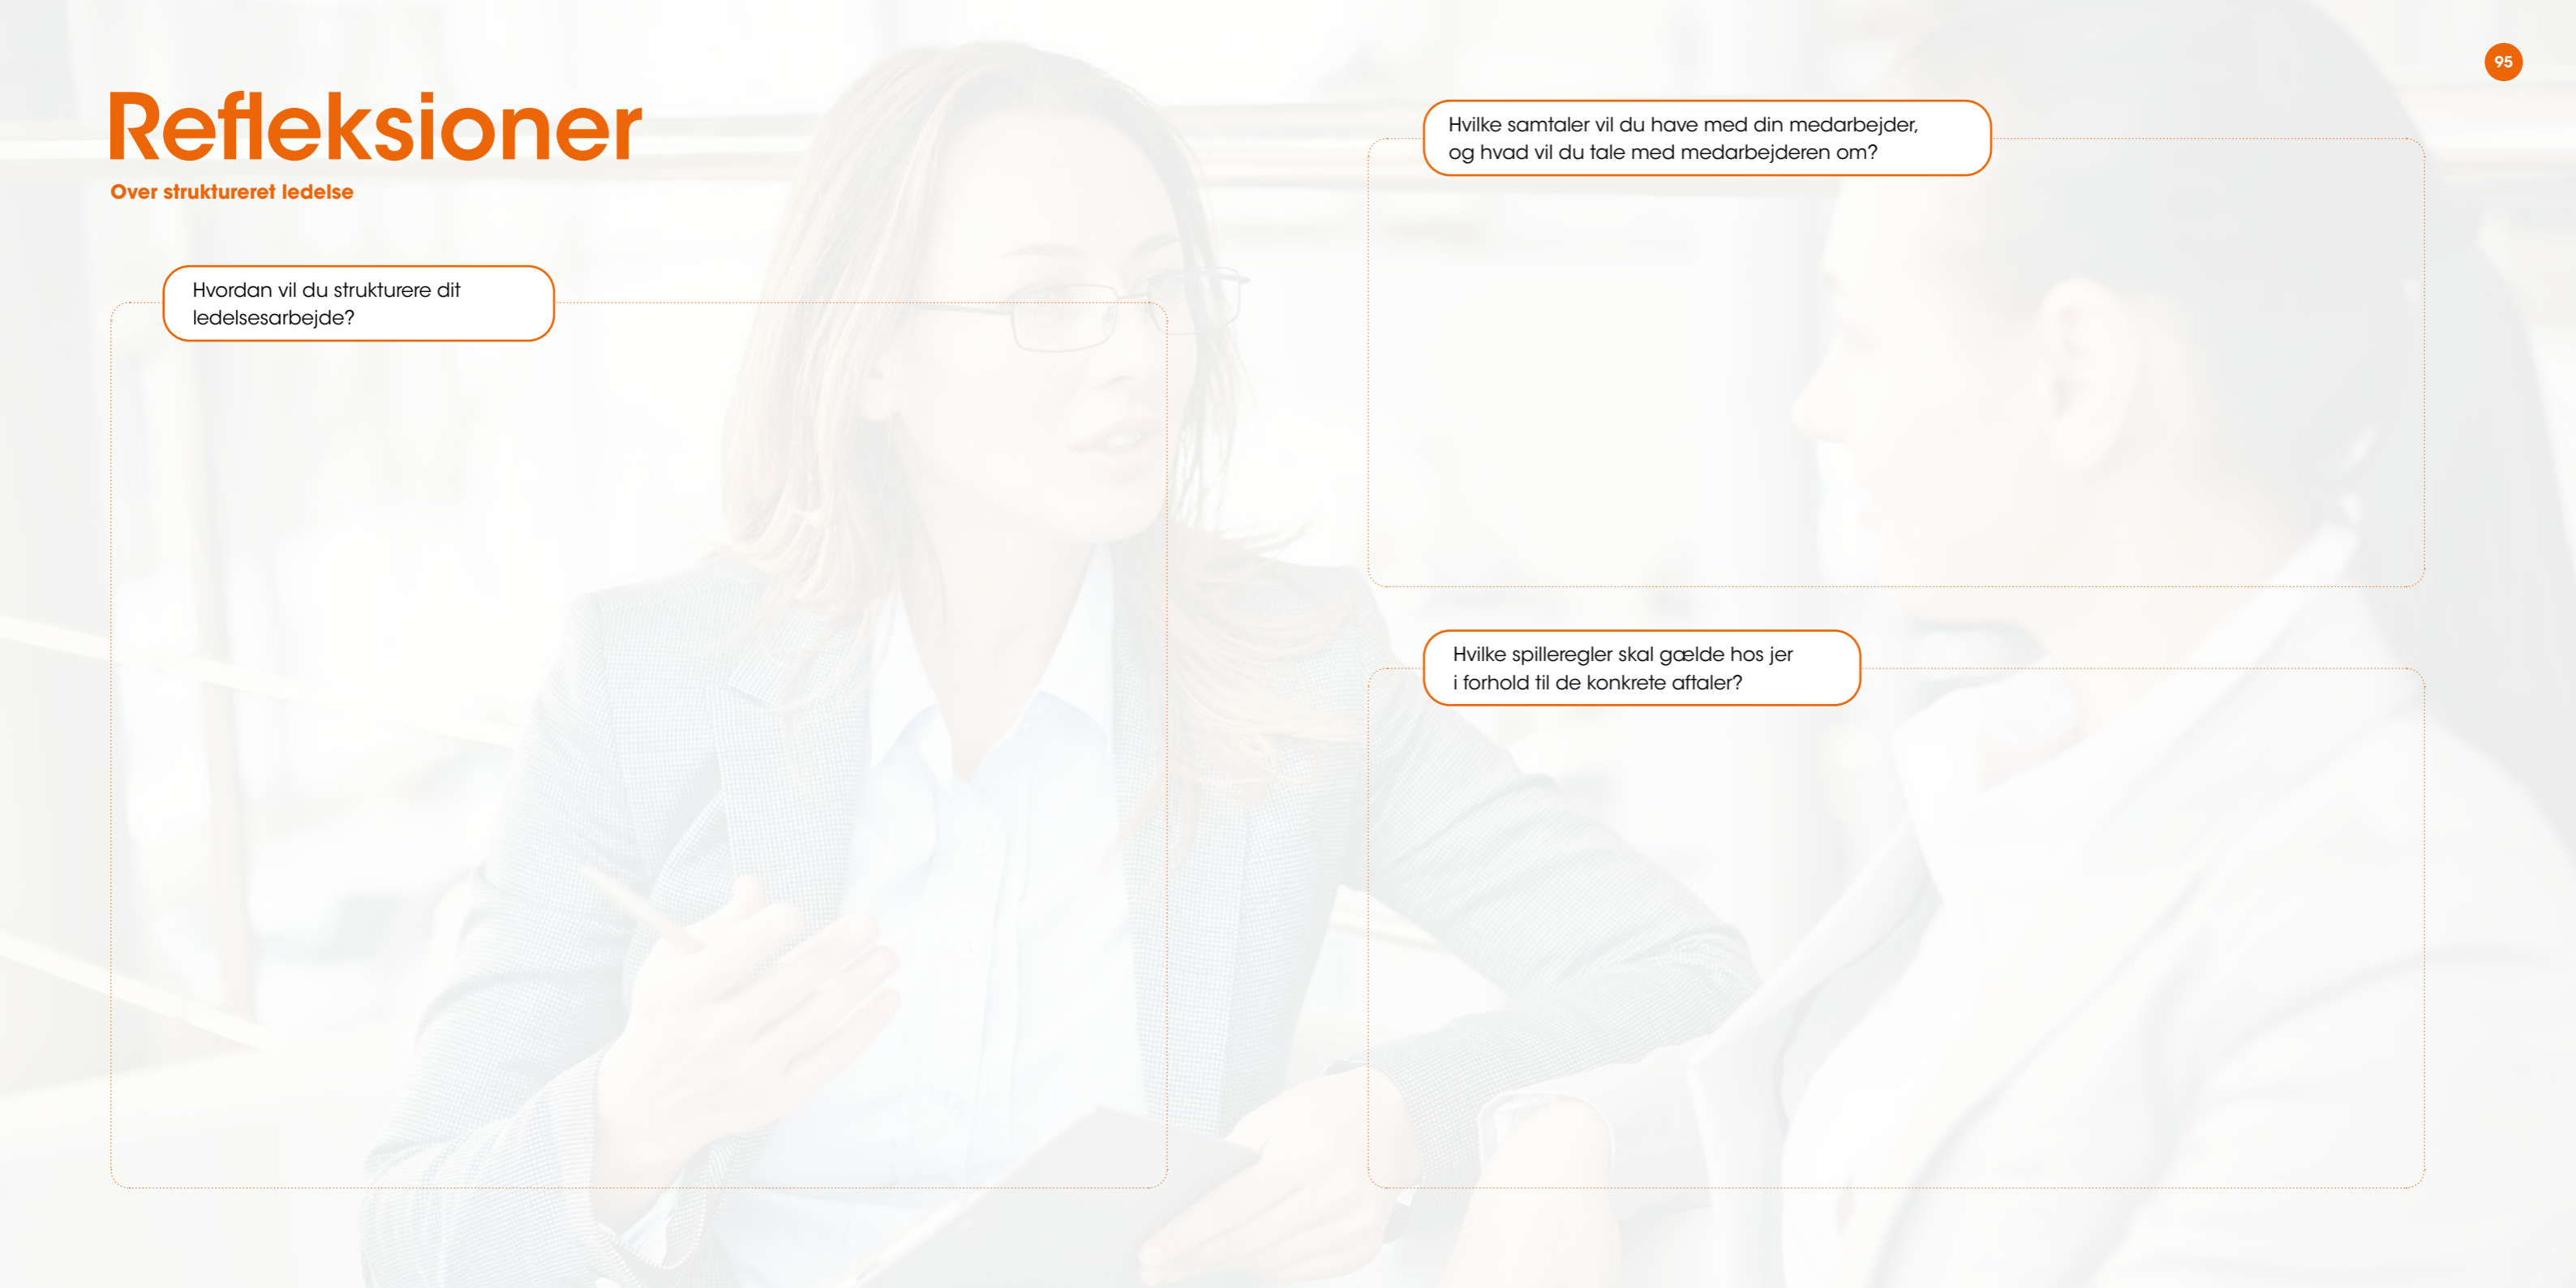 Refleksioner
Over struktureret ledelse
Hvordan vil du strukturere dit
ledelsesarbejde?
95
Hvilke samtaler vil du have med din medarbejder,
og hvad vil du tale med medarbejderen om?
Hvilke spilleregler skal gælde hos jer
i forhold til de konkrete aftaler?